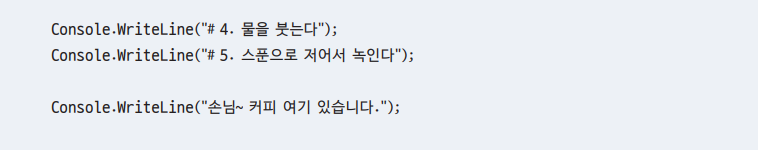 Console.WriteLine("# 4. 물을 붓는다");
Console.WriteLine("# 5. 스푼으로 저어서 녹인다");
Console.WriteLine("손님~ 커피 여기 있습니다.");